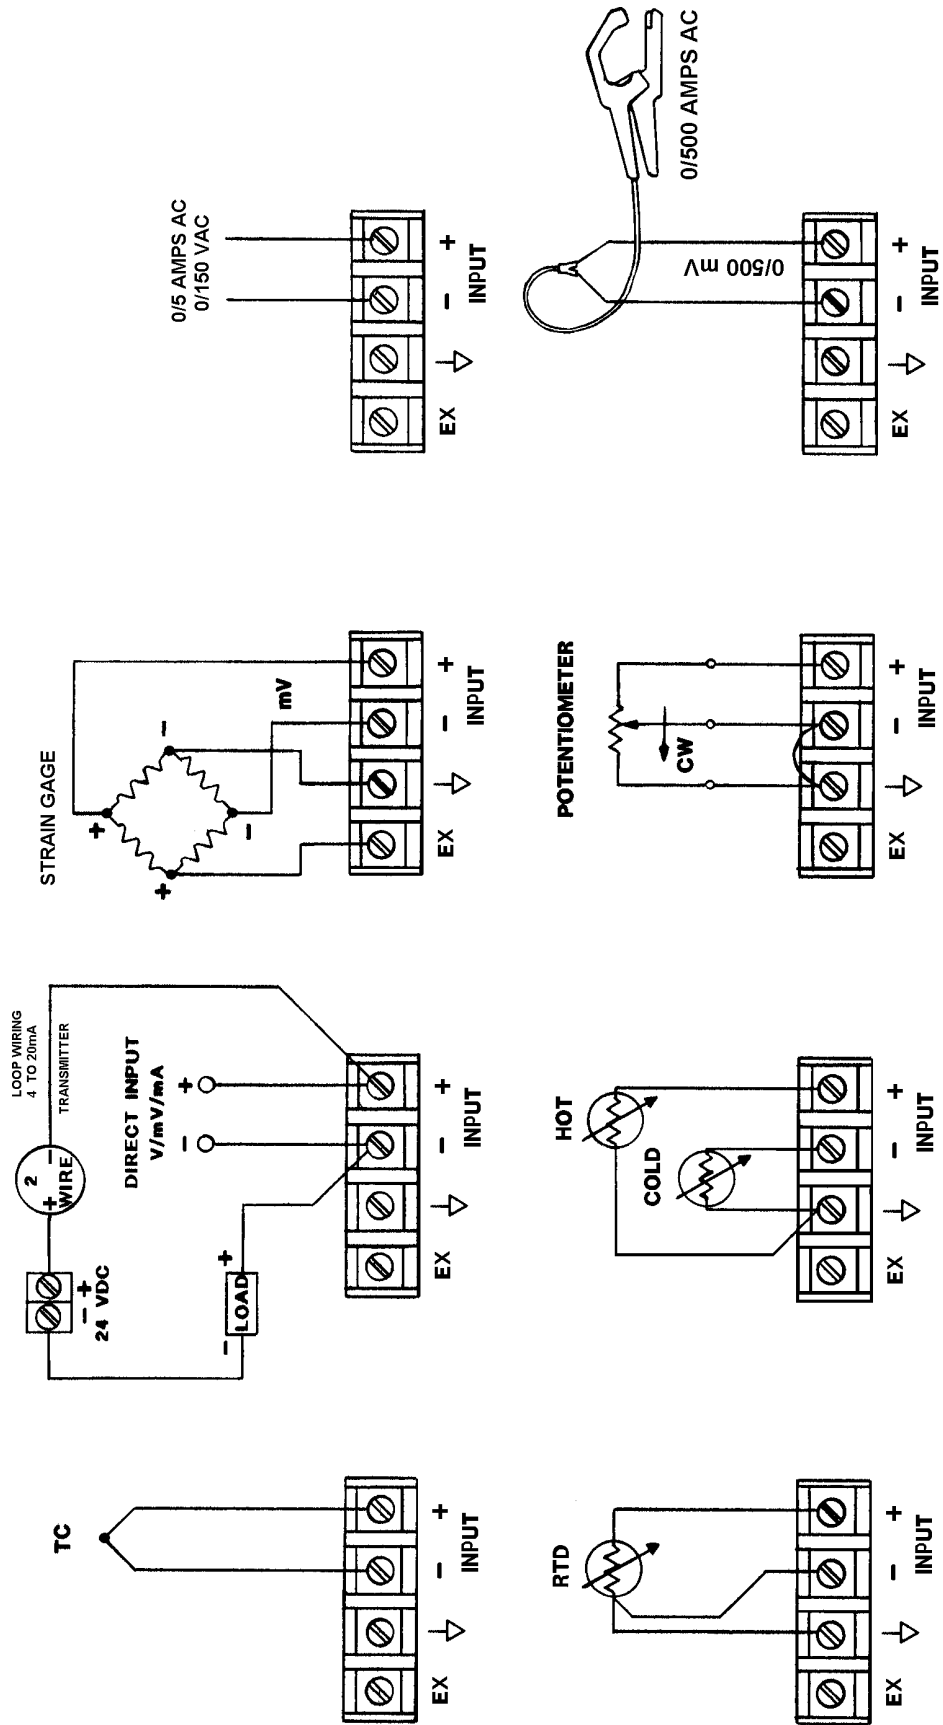 TC
EX
− +
INPUT
LOOP WIRING
4 TO 20mA
TRANSMITTER
2
+ −
WIRE
− +
24 VDC
DIRECT INPUT
V/mV/mA
− +
− +
LOAD
EX
− +
INPUT
STRAIN GAGE
+
+
−
−
mV
EX
− +
INPUT
0/5 AMPS AC
0/150 VAC
EX
− +
INPUT
RTD
EX
− +
INPUT
HOT
COLD
EX
− +
INPUT
POTENTIOMETER
CW
EX
− +
INPUT
0/500 mV
0/500 AMPS AC
EX
− +
INPUT